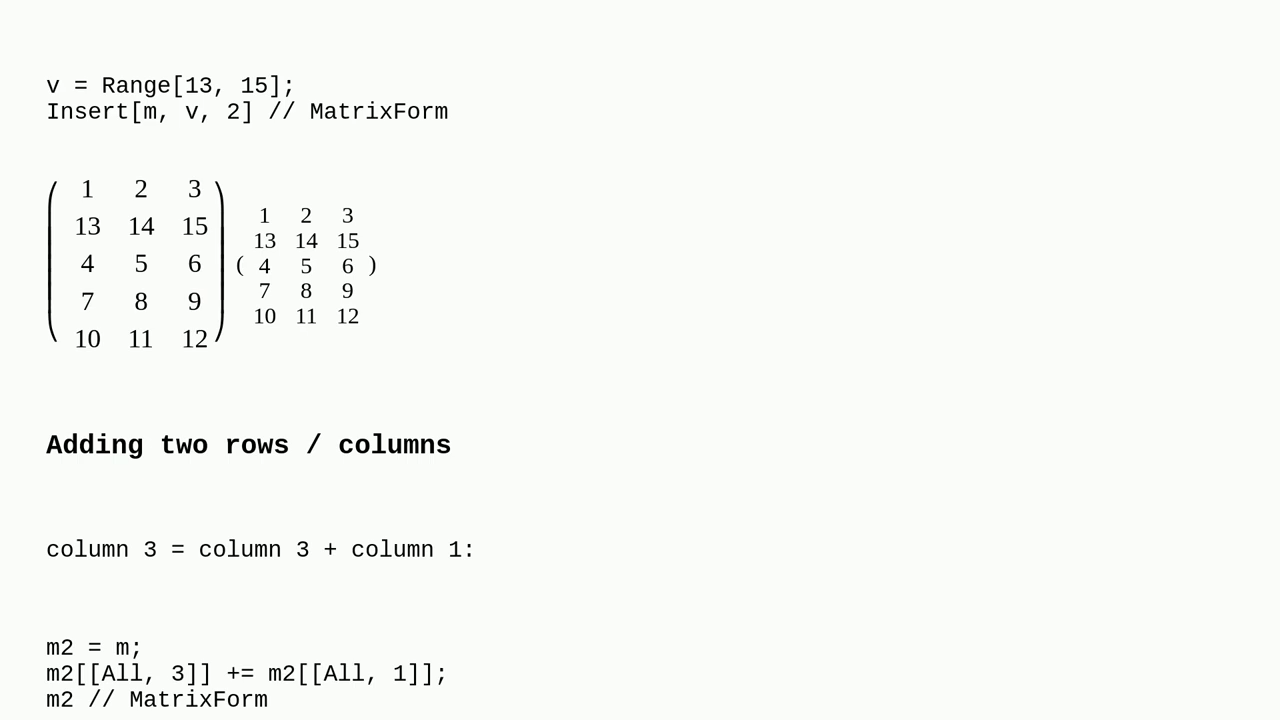 v = Range[13, 15];
Insert[m, v, 2] // MatrixForm
1 2 3
13 14 15
4 5 6
7 8 9
10 11 12
1 2 3
13 14 15
( 4 5 6 )
7 8 9
10 11 12
Adding two rows / columns
column 3 = column 3 + column 1:
m2 = m;
m2[[All, 3]] += m2[[All, 1]];
m2 // MatrixForm